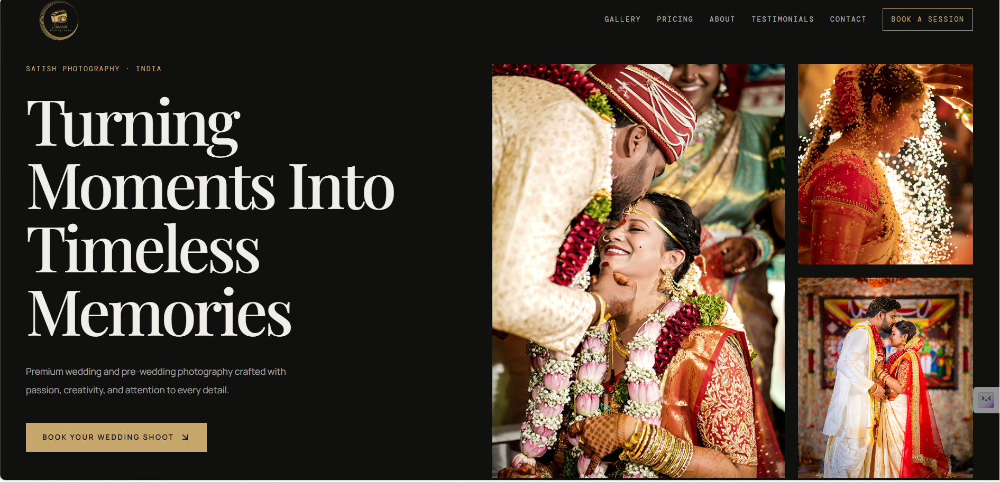 Satish
Photography
GALLERY
PRICING
ABOUT
TESTIMONIALS
CONTACT
BOOK A SESSION
SATISH PHOTOGRAPHY · INDIA
Turning
Moments Into
Timeless
Memories
Premium wedding and pre-wedding photography crafted with
passion, creativity, and attention to every detail.
BOOK YOUR WEDDING SHOOT